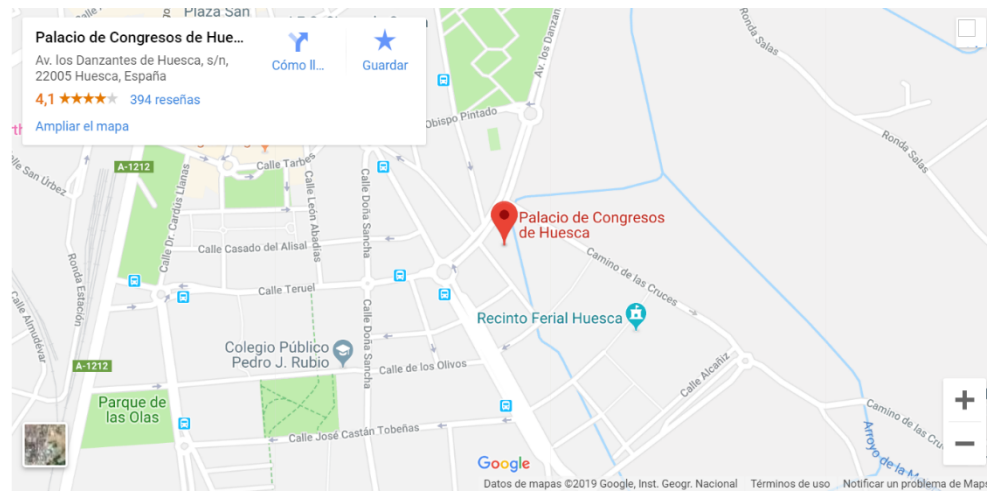 Plaza San
Palacio de Congresos de Hue...
Av. los Danzantes de Huesca, s/n,
22005 Huesca, España
4,1
394 reseñas
Ampliar el mapa
Cómo ll...
Guardar
Av. los Danzan
Ronda Salas
Ronda Salas
Obispo Pintado
A-1212
Calle Tarbes
lle San Úrbez
Calle Dr. Cardús Llanas
Calle León Abadías
Calle Doña Sancha
Palacio de Congresos
de Huesca
Calle Casado del Alisal
Ronda Estación
Camino de las Cruces
Calle Teruel
Calle Almudévar
Calle Doña Sancha
Recinto Ferial Huesca
Colegio Público
Pedro J. Rubio
A-1212
Calle de los Olivos
Calle Alcañiz
Parque de
las Olas
Camino de las Cru
Calle José Castán Tobeñas
Arroyo de la M
Google
Datos de mapas ©2019 Google, Inst. Geogr. Nacional
Términos de uso
Notificar un problema de Maps